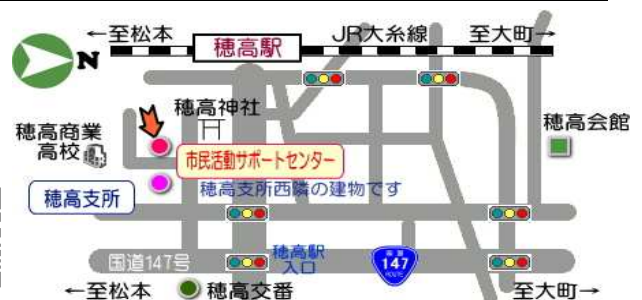 ←至松本
穂高駅
JR大糸線
至大町→
N
穂高神社
穂高商業
高校
市民活動サポートセンター
穂高会館
穂高支所
穂高支所西隣の建物です
国道147号
穂高駅
入口
147
ROUTE
←至松本
穂高交番
至大町→